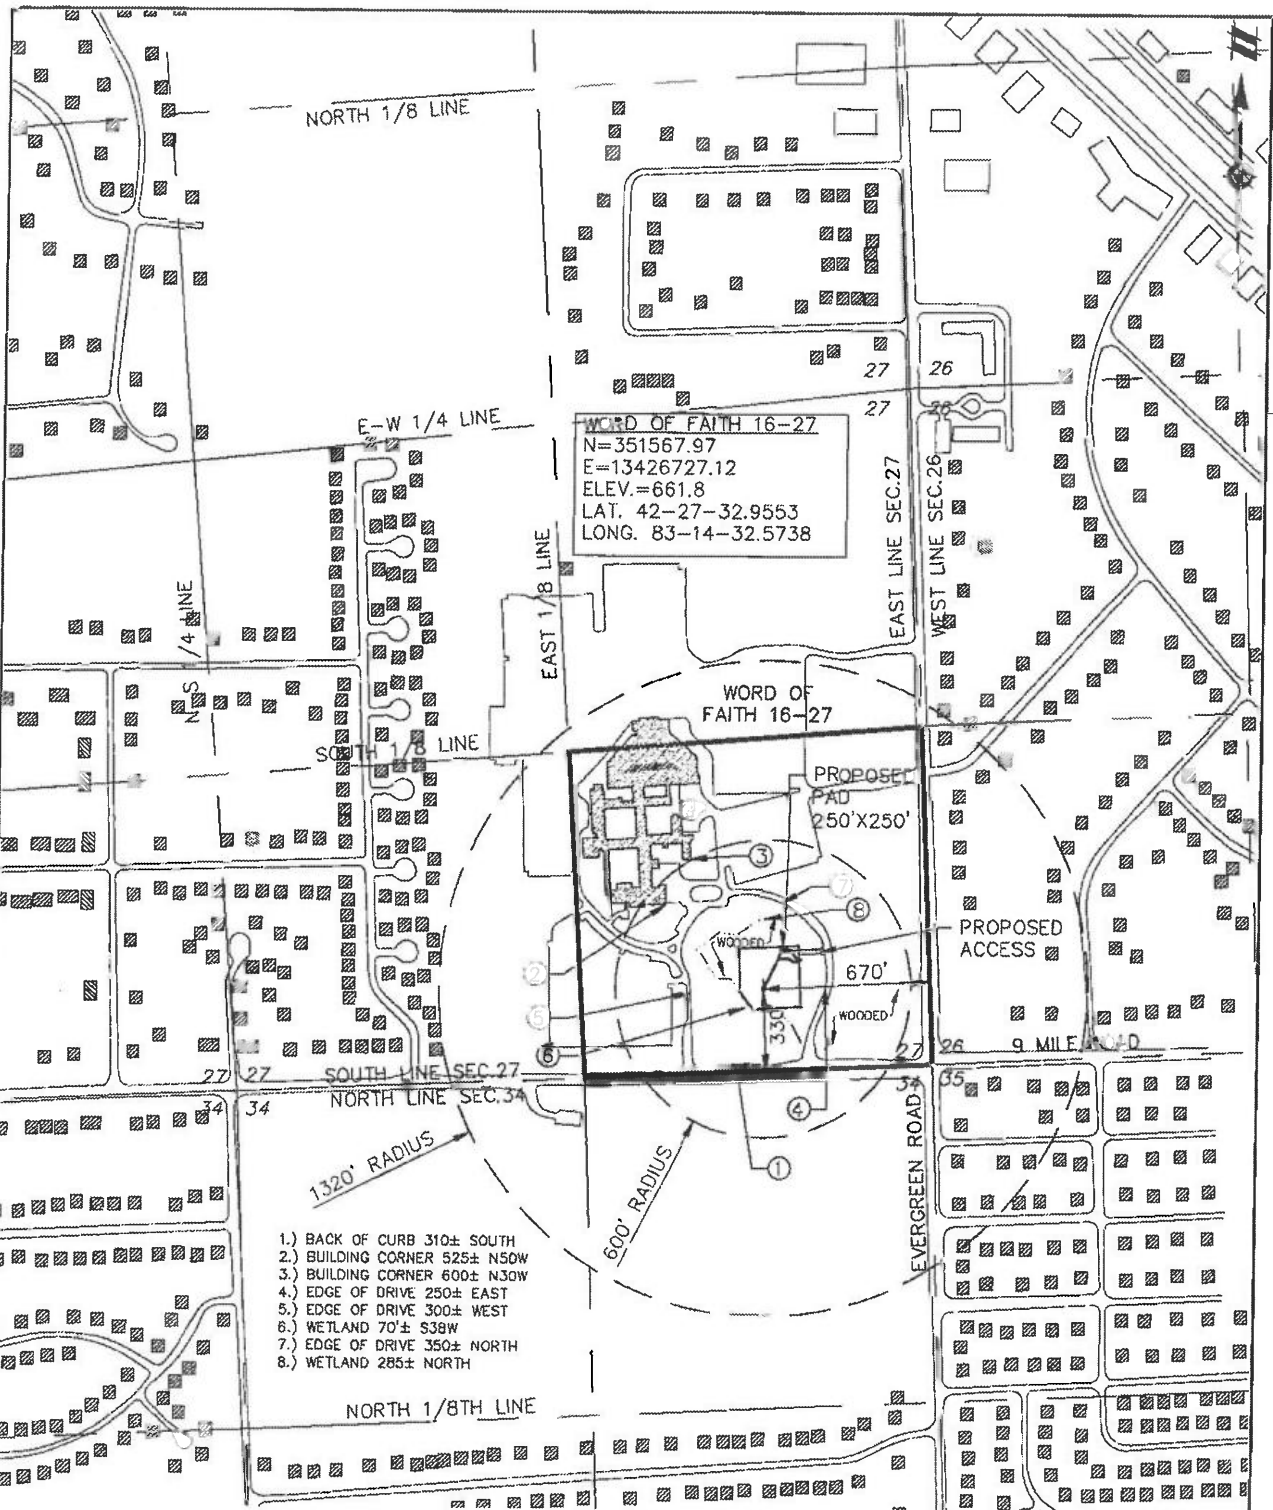 NORTH 1/8 LINE
27 26
27 26
E-W 1/4 LINE
WORD OF FAITH 16-27
N=351567.97
E=13426727.12
ELEV.=661.8
LAT. 42-27-32.9553
LONG. 83-14-32.5738
EAST LINE SEC.27
WEST LINE SEC.26
EAST 1/8 LINE
N-S 1/4 LINE
WORD OF
FAITH 16-27
SOUTH 1/8 LINE
PROPOSED
PAD
250'X250'
3
7
8
WOODED
PROPOSED
ACCESS
2
670'
5
WOODED
330'
6
27 26
9 MILE ROAD
27 27
SOUTH LINE SEC.27
34 35
34 34
NORTH LINE SEC.34
4
1
1320' RADIUS
600' RADIUS
EVERGREEN ROAD
1.) BACK OF CURB 310± SOUTH
2.) BUILDING CORNER 525± N50W
3.) BUILDING CORNER 600± N30W
4.) EDGE OF DRIVE 250± EAST
5.) EDGE OF DRIVE 300± WEST
6.) WETLAND 70'± S38W
7.) EDGE OF DRIVE 350± NORTH
8.) WETLAND 285± NORTH
NORTH 1/8TH LINE